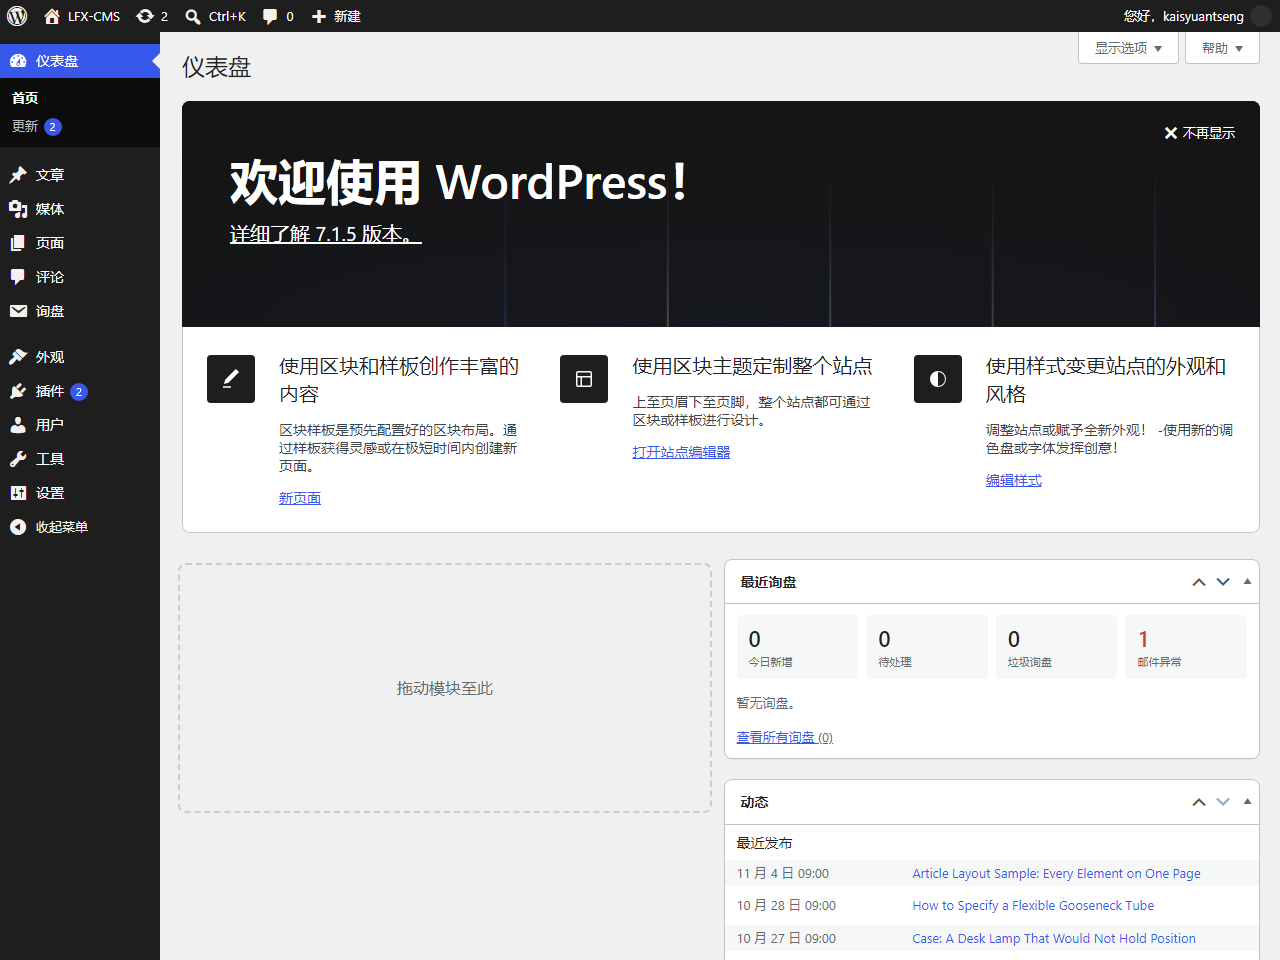 LFX-CMS
2
Ctrl+K
0
新建
您好，kaisyuantseng
仪表盘
首页
更新 2
文章
媒体
页面
评论
询盘
外观
插件 2
用户
工具
设置
收起菜单
仪表盘
显示选项
帮助
不再显示
欢迎使用 WordPress！
详细了解 7.1.5 版本。
使用区块和样板创作丰富的
内容
区块样板是预先配置好的区块布局。通
过样板获得灵感或在极短时间内创建新
页面。
新页面
使用区块主题定制整个站点
上至页眉下至页脚，整个站点都可通过
区块或样板进行设计。
打开站点编辑器
使用样式变更站点的外观和
风格
调整站点或赋予全新外观！ -使用新的调
色盘或字体发挥创意！
编辑样式
拖动模块至此
最近询盘
0
今日新增
0
待处理
0
垃圾询盘
1
邮件异常
暂无询盘。
查看所有询盘 (0)
动态
最近发布
11 月 4 日 09:00 Article Layout Sample: Every Element on One Page
10 月 28 日 09:00 How to Specify a Flexible Gooseneck Tube
10 月 27 日 09:00 Case: A Desk Lamp That Would Not Hold Position